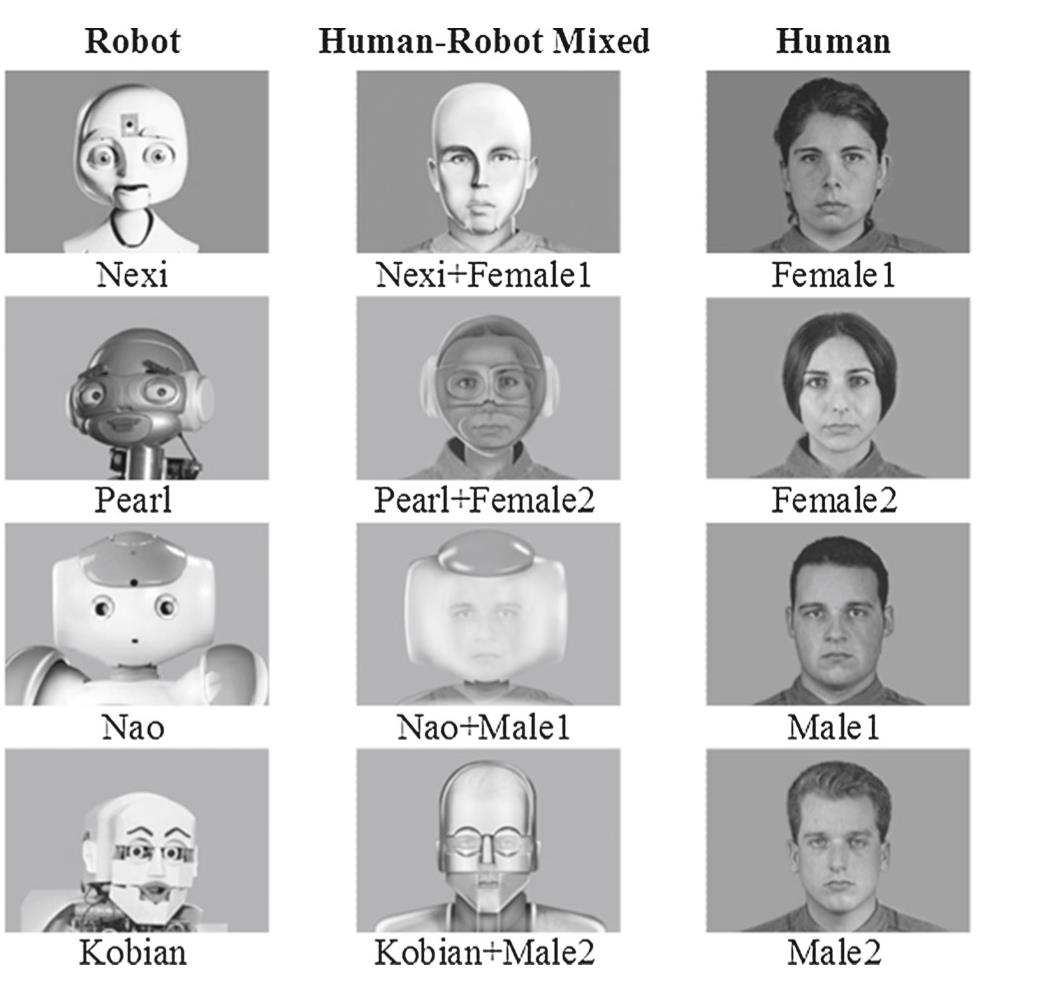 Robot Human-Robot Mixed Human
Nexi Nexi+Female1 Female1
Pearl Pearl+Female2 Female2
Nao Nao+Male1 Male1
Kobian Kobian+Male2 Male2